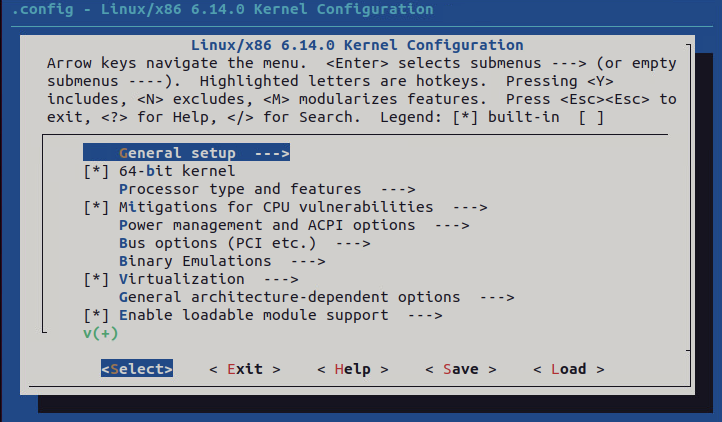 .config - Linux/x86 6.14.0 Kernel Configuration
Linux/x86 6.14.0 Kernel Configuration
Arrow keys navigate the menu.  <Enter> selects submenus ---> (or empty
submenus ----).  Highlighted letters are hotkeys.  Pressing <Y>
includes, <N> excludes, <M> modularizes features.  Press <Esc><Esc> to
exit, <?> for Help, </> for Search.  Legend: [*] built-in  [ ]
General setup  --->
[*] 64-bit kernel
Processor type and features  --->
[*] Mitigations for CPU vulnerabilities  --->
Power management and ACPI options  --->
Bus options (PCI etc.)  --->
Binary Emulations  --->
[*] Virtualization  --->
General architecture-dependent options  --->
[*] Enable loadable module support  --->
v(+)
<Select>    < Exit >    < Help >    < Save >    < Load >